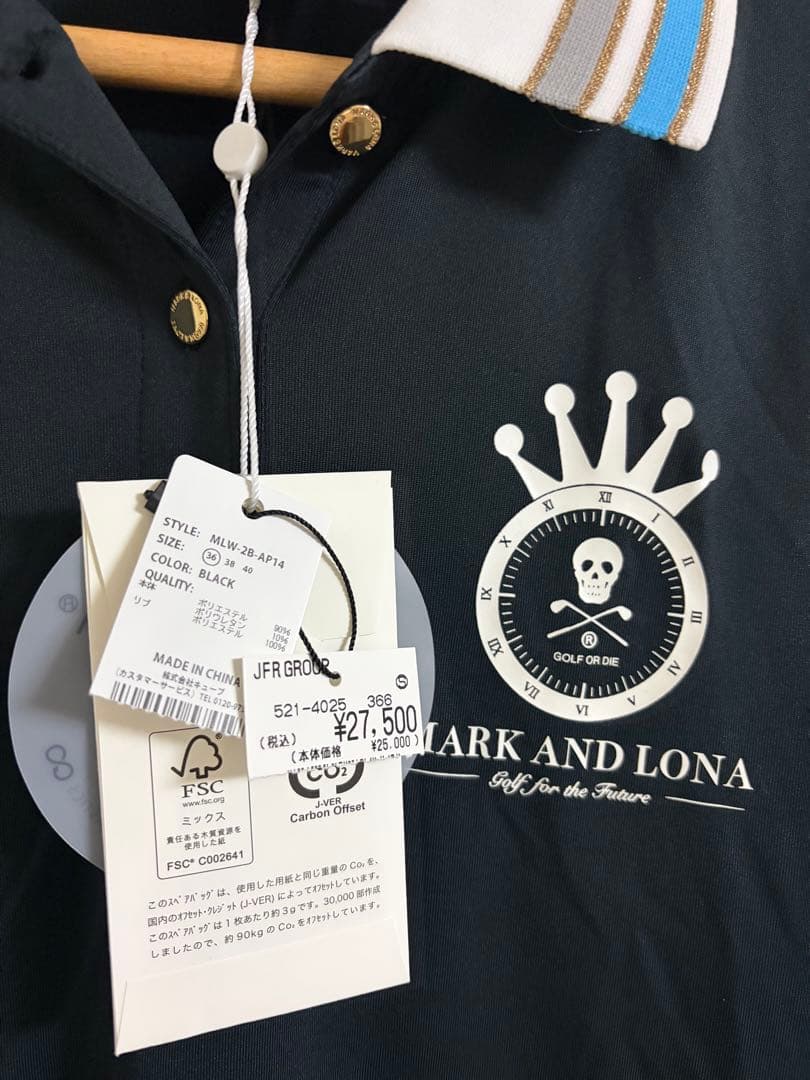 STYLE: MLW-2B-AP14
SIZE: 36 38 40
COLOR: BLACK
QUALITY:
本体 ポリエステル 90%
ポリウレタン 10%
リブ ポリエステル 100%
MADE IN CHINA
株式会社キューブ
(カスタマーサービス) TEL:0120-
JFR GROUP
521-4025 366 S
¥27,500
(税込)
(本体価格 ¥25,000)
FSC
www.fsc.org
ミックス
責任ある木質資源を
使用した紙
FSC® C002641
CO2
J-VER
Carbon Offset
このｽﾍﾟｱﾊﾞｯｸﾞは、使用した用紙と同じ重量のCo₂を、
国内のｵﾌｾｯﾄ･ｸﾚｼﾞｯﾄ(J-VER)によってｵﾌｾｯﾄしています。
このｽﾍﾟｱﾊﾞｯｸﾞは1枚あたり約3gです。30,000部作成
しましたので、約90kgのCo₂をｵﾌｾｯﾄしています。
XII
I
II
III
V
VI
VII
IX
X
XI
®
GOLF OR DIE
MARK AND LONA
Golf for the Future